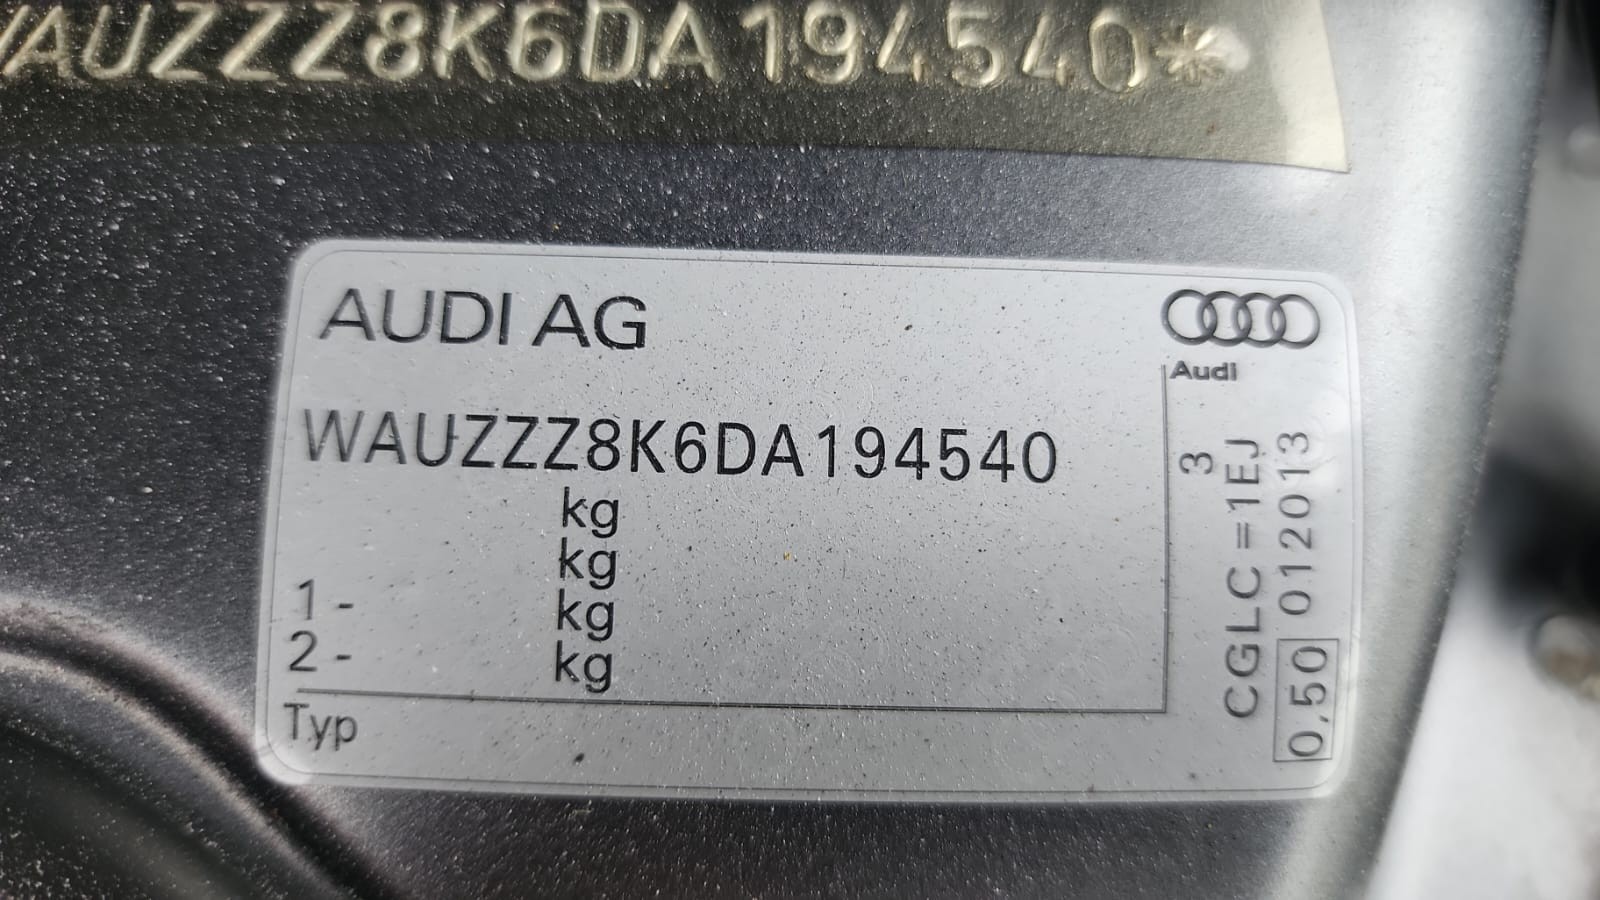 WAUZZZ8K6DA194540*
AUDI AG
Audi
WAUZZZ8K6DA194540
kg
kg
1 - kg
2 - kg
Typ
3
CGLC = 1EJ
0,50 012013